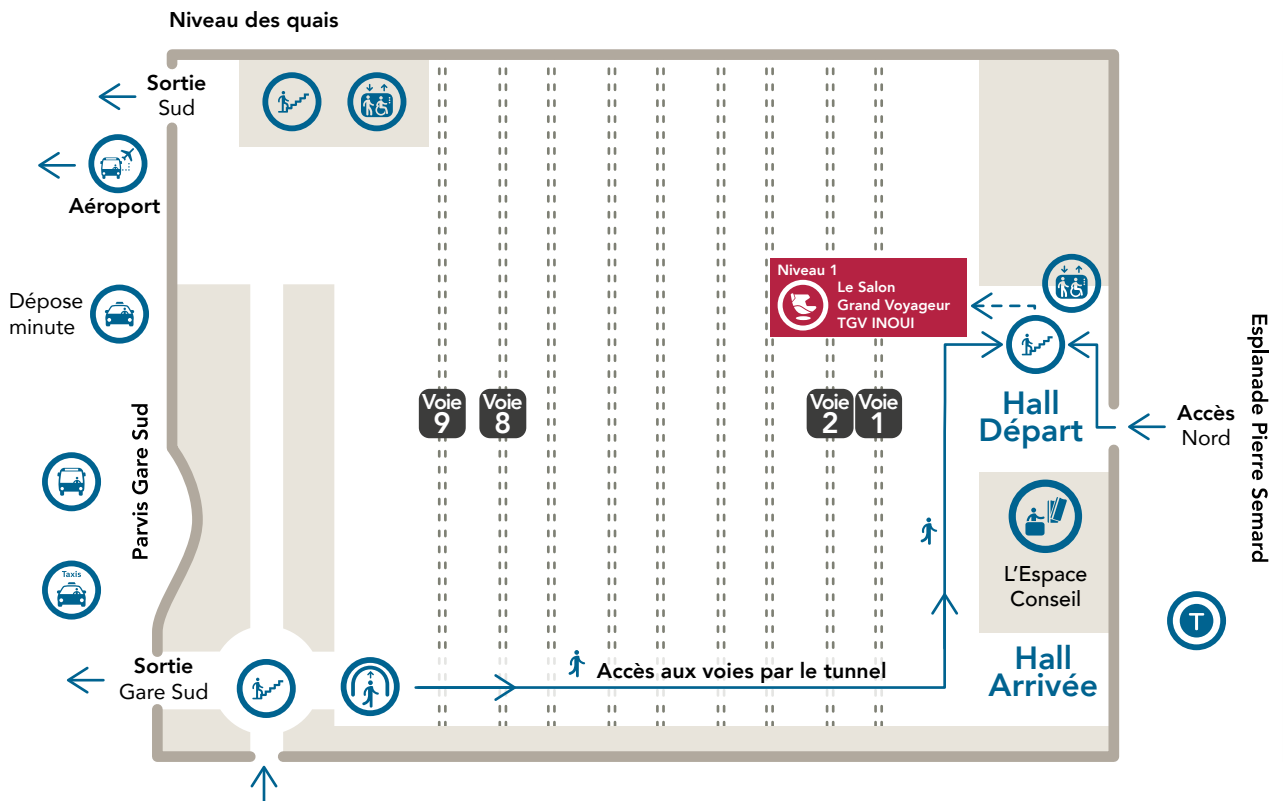 Niveau des quais
Sortie
Sud
Aéroport
Dépose
minute
Niveau 1
Le Salon
Grand Voyageur
TGV INOUI
Voie
9
Voie
8
Voie
2
Voie
1
Hall
Départ
Accès
Nord
Esplanade Pierre Semard
Parvis Gare Sud
Taxis
L'Espace
Conseil
T
Sortie
Gare Sud
Accès aux voies par le tunnel
Hall
Arrivée